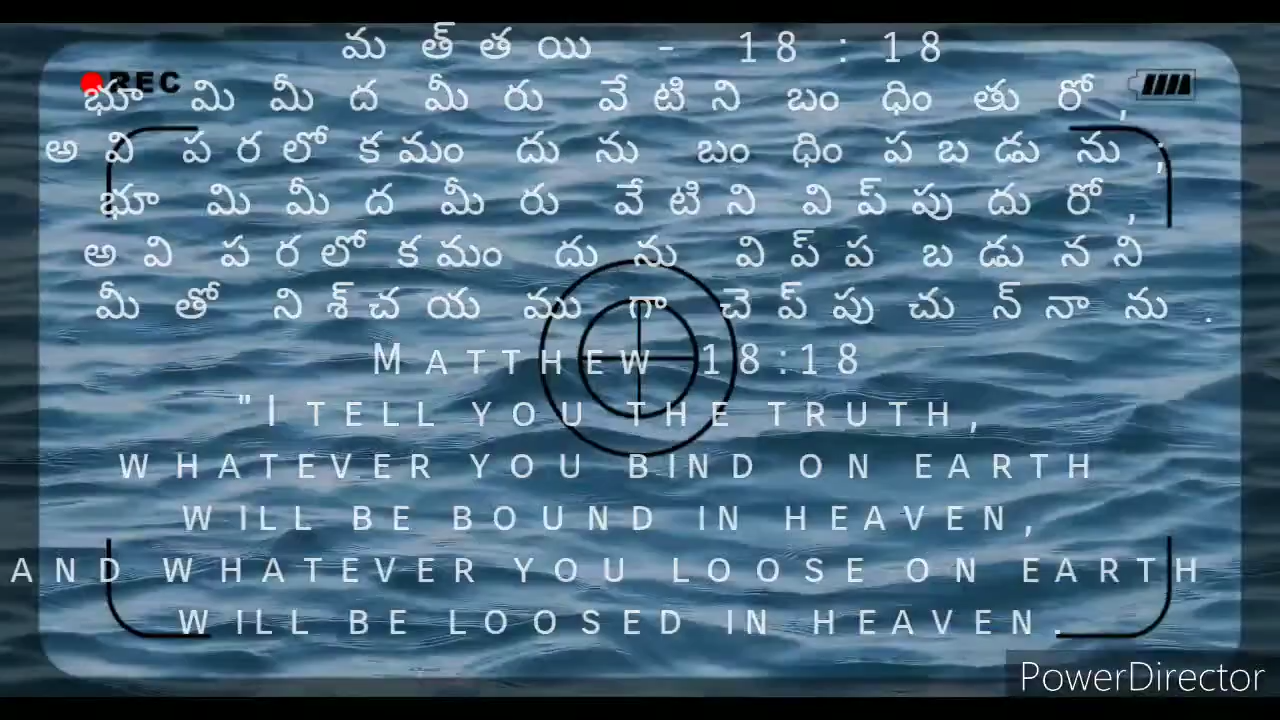 మత్తయి - 18:18
REC
భూమిమీద మీరు వేటిని బంధింతురో,
అవి పరలోకమందును బంధింపబడును;
భూమిమీద మీరు వేటిని విప్పుదురో,
అవి పరలోకమందును విప్పబడునని
మీతో నిశ్చయముగా చెప్పుచున్నాను.
MATTHEW 18:18
"I TELL YOU THE TRUTH,
WHATEVER YOU BIND ON EARTH
WILL BE BOUND IN HEAVEN,
AND WHATEVER YOU LOOSE ON EARTH
WILL BE LOOSED IN HEAVEN.
PowerDirector